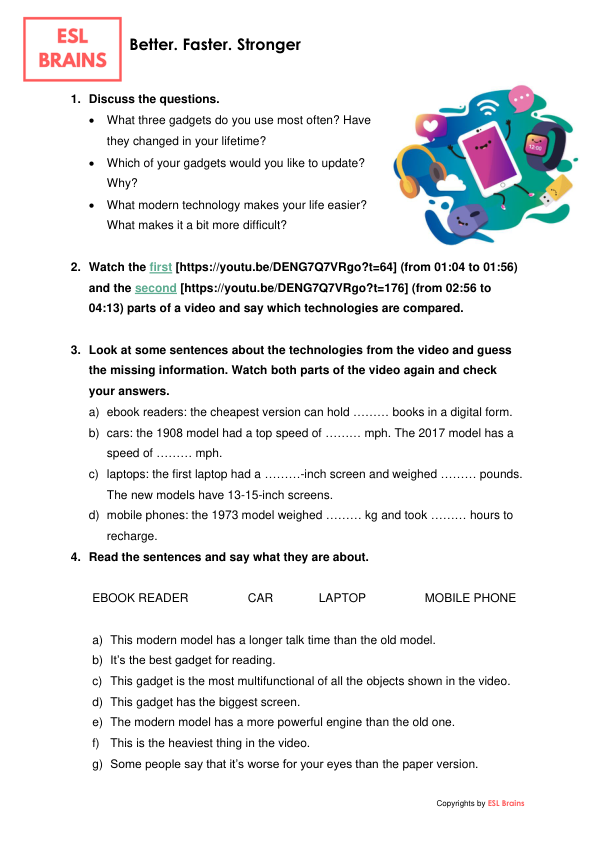 ESL
BRAINS
Better. Faster. Stronger
1. Discuss the questions.
• What three gadgets do you use most often? Have
they changed in your lifetime?
• Which of your gadgets would you like to update?
Why?
• What modern technology makes your life easier?
What makes it a bit more difficult?
12:00
2. Watch the first [https://youtu.be/DENG7Q7VRgo?t=64] (from 01:04 to 01:56)
and the second [https://youtu.be/DENG7Q7VRgo?t=176] (from 02:56 to
04:13) parts of a video and say which technologies are compared.
3. Look at some sentences about the technologies from the video and guess
the missing information. Watch both parts of the video again and check
your answers.
a) ebook readers: the cheapest version can hold ……… books in a digital form.
b) cars: the 1908 model had a top speed of ……… mph. The 2017 model has a
speed of ……… mph.
c) laptops: the first laptop had a ………-inch screen and weighed ……… pounds.
The new models have 13-15-inch screens.
d) mobile phones: the 1973 model weighed ……… kg and took ……… hours to
recharge.
4. Read the sentences and say what they are about.
EBOOK READER CAR LAPTOP MOBILE PHONE
a) This modern model has a longer talk time than the old model.
b) It’s the best gadget for reading.
c) This gadget is the most multifunctional of all the objects shown in the video.
d) This gadget has the biggest screen.
e) The modern model has a more powerful engine than the old one.
f) This is the heaviest thing in the video.
g) Some people say that it’s worse for your eyes than the paper version.
Copyrights by ESL Brains